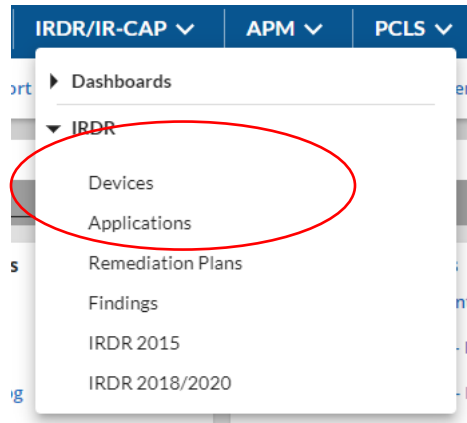 IRDR/IR-CAP APM PCLS
Dashboards
IRDR
Devices
Applications
Remediation Plans
Findings
IRDR 2015
IRDR 2018/2020